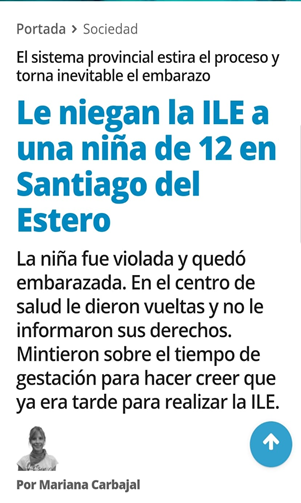 Portada > Sociedad
El sistema provincial estira el proceso y
torna inevitable el embarazo
Le niegan la ILE a
una niña de 12 en
Santiago del
Estero
La niña fue violada y quedó
embarazada. En el centro de
salud le dieron vueltas y no le
informaron sus derechos.
Mintieron sobre el tiempo de
gestación para hacer creer que
ya era tarde para realizar la ILE.
Por Mariana Carbajal